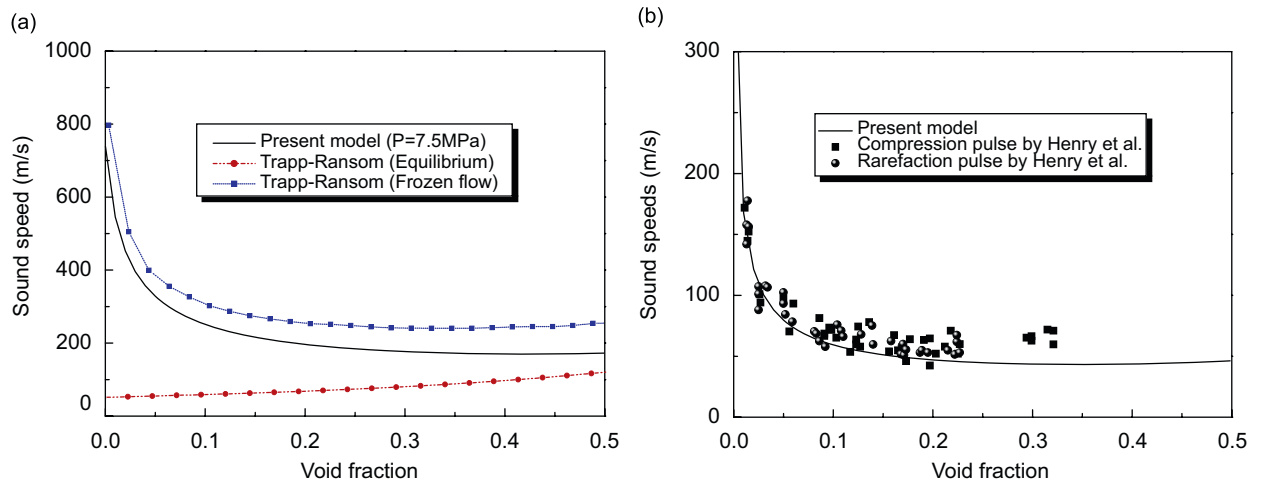 (a)
1000
800
600
400
200
0
Sound speed (m/s)
Present model (P=7.5MPa)
Trapp-Ransom (Equilibrium)
Trapp-Ransom (Frozen flow)
0.0 0.1 0.2 0.3 0.4 0.5
Void fraction
(b)
300
200
100
0
Sound speeds (m/s)
Present model
Compression pulse by Henry et al.
Rarefaction pulse by Henry et al.
0.0 0.1 0.2 0.3 0.4 0.5
Void fraction